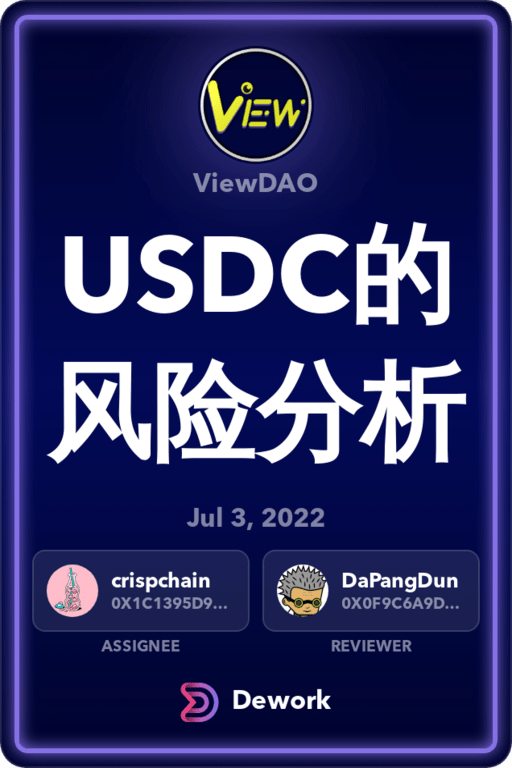 VIEW
ViewDAO
USDC的
风险分析
Jul 3, 2022
crispchain
0X1C1395D9...
DaPangDun
0X0F9C6A9D...
ASSIGNEE
REVIEWER
Dework